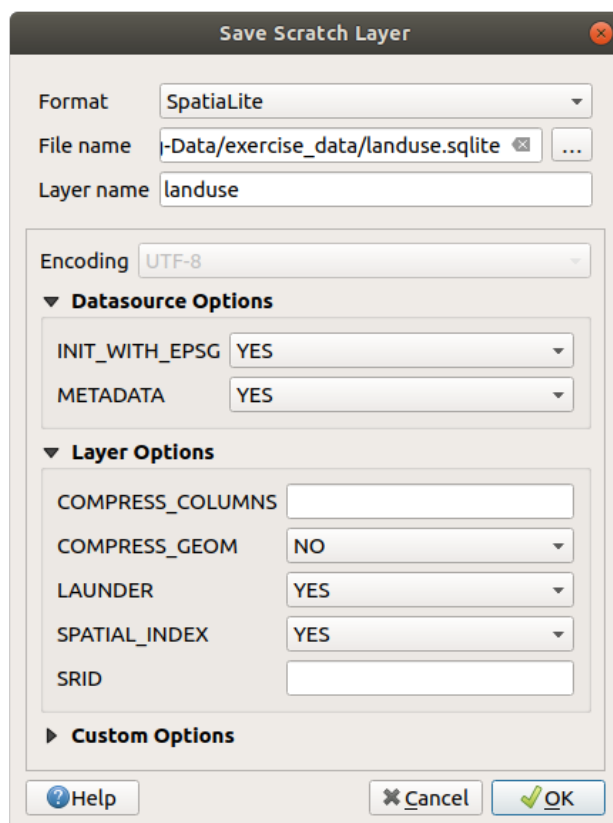 Save Scratch Layer
Format SpatiaLite
File name -Data/exercise_data/landuse.sqlite ...
Layer name landuse
Encoding UTF-8
Datasource Options
INIT_WITH_EPSG YES
METADATA YES
Layer Options
COMPRESS_COLUMNS
COMPRESS_GEOM NO
LAUNDER YES
SPATIAL_INDEX YES
SRID
Custom Options
Help Cancel OK